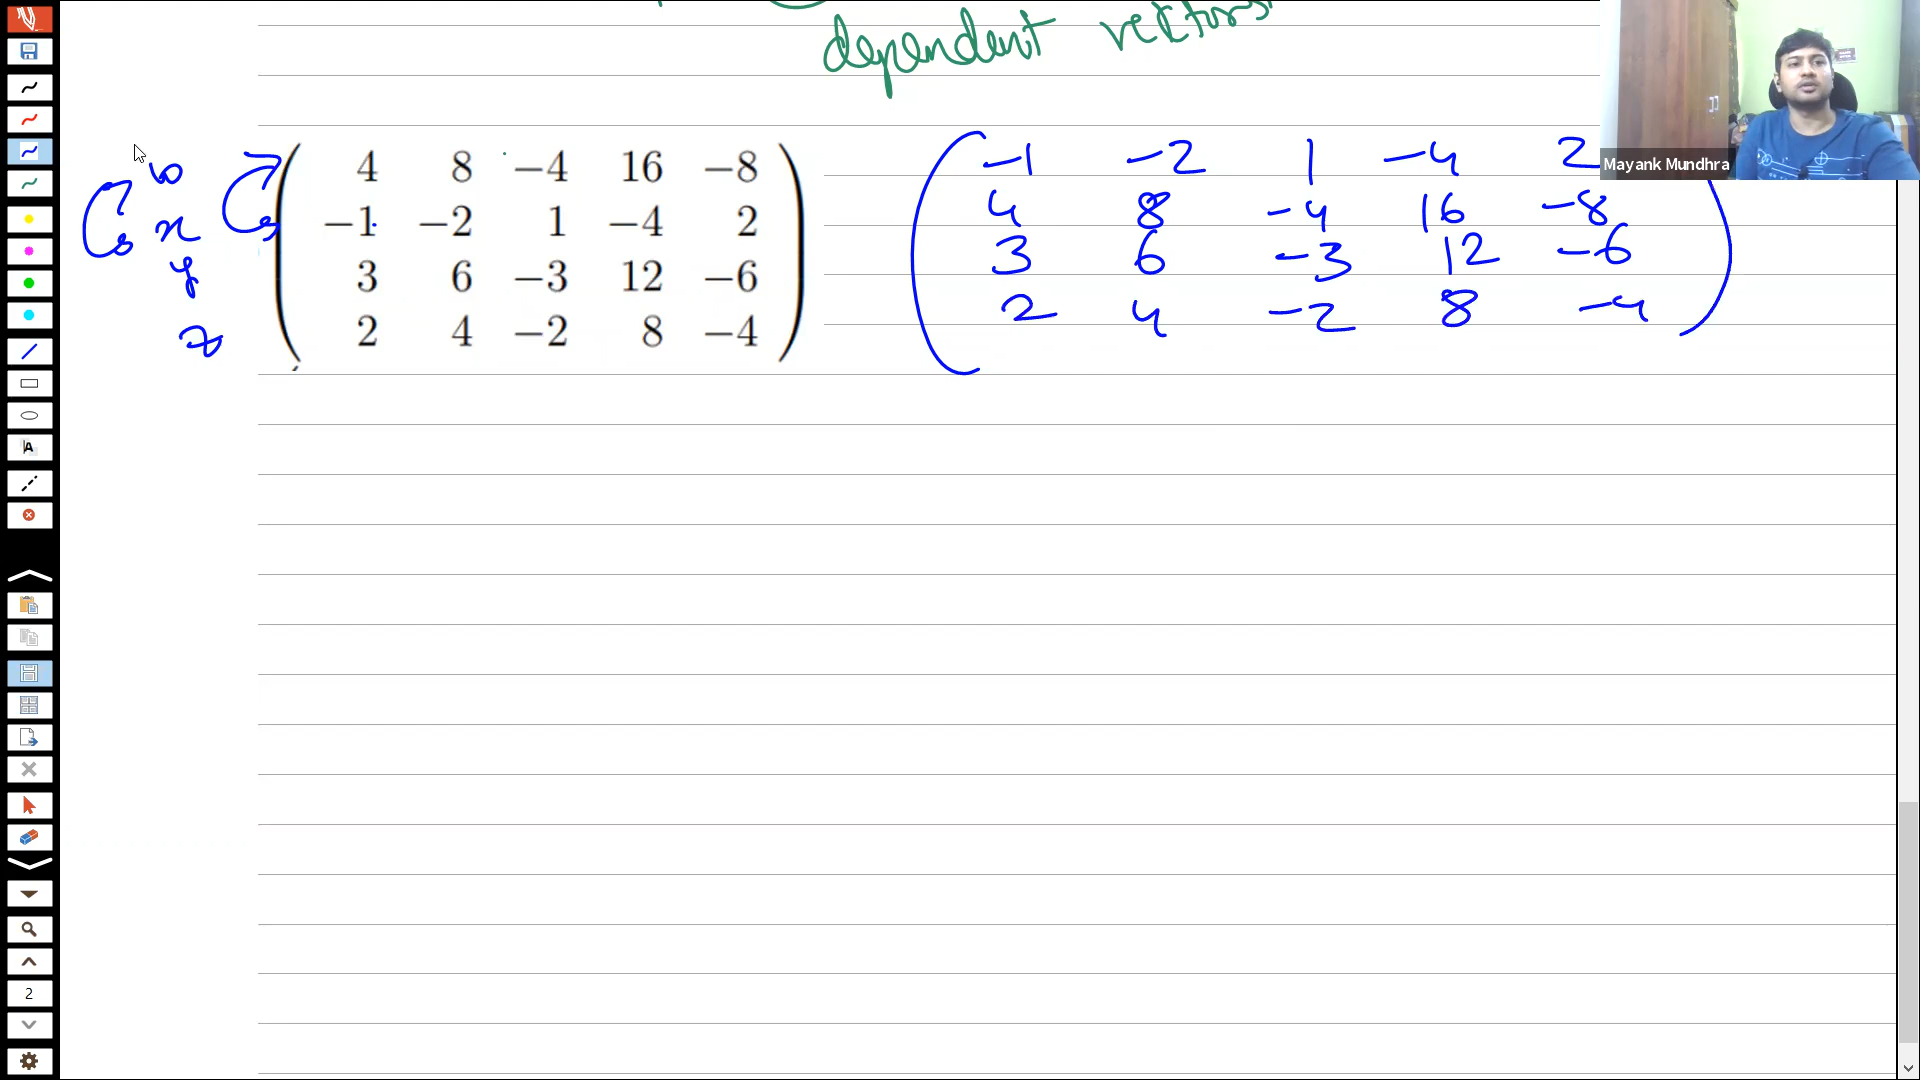 dependent vectors
4 8 −4 16 −8
−1 −2 1 −4 2
3 6 −3 12 −6
2 4 −2 8 −4
w
x
y
z
-1 -2 1 -4 2
4 8 -4 16 -8
3 6 -3 12 -6
2 4 -2 8 -4
Mayank Mundhra
A
2